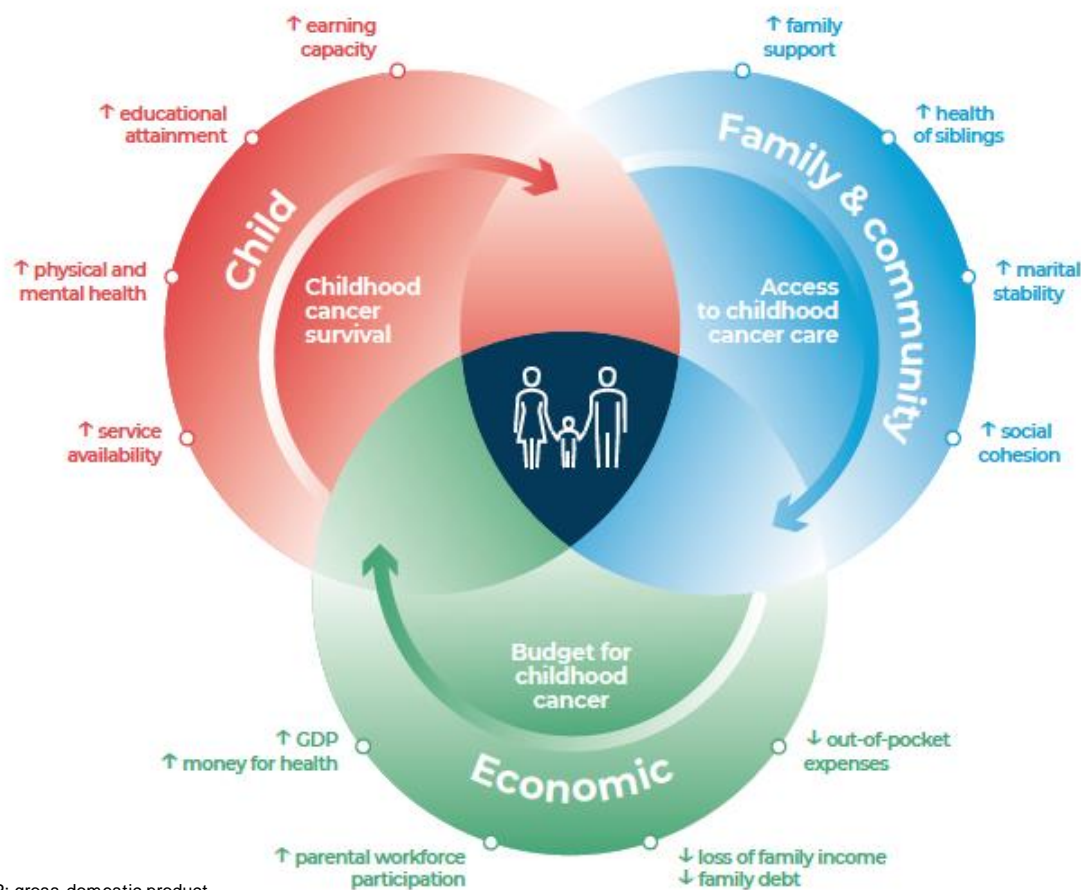 ↑ earning
capacity
↑ educational
attainment
↑ physical and
mental health
↑ service
availability
Child
Childhood
cancer
survival
↑ family
support
↑ health
of siblings
↑ marital
stability
↑ social
cohesion
Family & community
Access
to childhood
cancer care
Budget for
childhood
cancer
Economic
↑ GDP
↑ money for health
↑ parental workforce
participation
↓ out-of-pocket
expenses
↓ loss of family income
↓ family debt